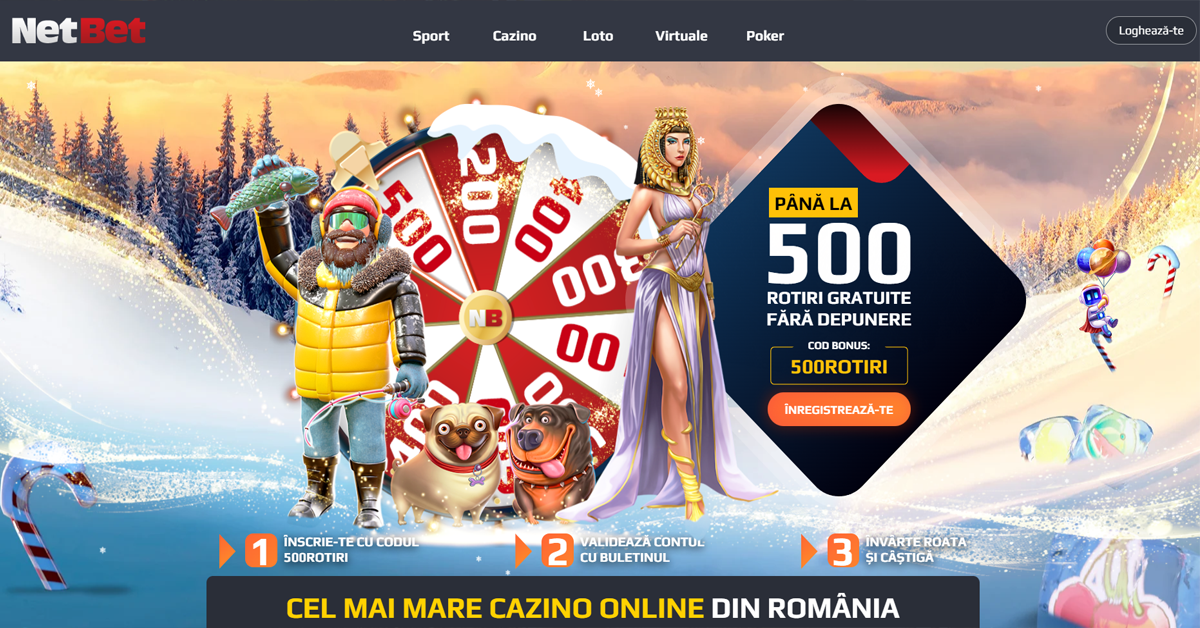 NetBet
Sport Cazino Loto Virtuale Poker
Loghează-te
500
200
400
300
00
NB
PÂNĂ LA
500
ROTIRI GRATUITE
FĂRĂ DEPUNERE
COD BONUS:
500ROTIRI
ÎNREGISTREAZĂ-TE
1 ÎNSCRIE-TE CU CODUL
500ROTIRI
2 VALIDEAZĂ CONTUL
CU BULETINUL
3 ÎNVÂRTE ROATA
ȘI CÂȘTIGĂ
CEL MAI MARE CAZINO ONLINE DIN ROMÂNIA